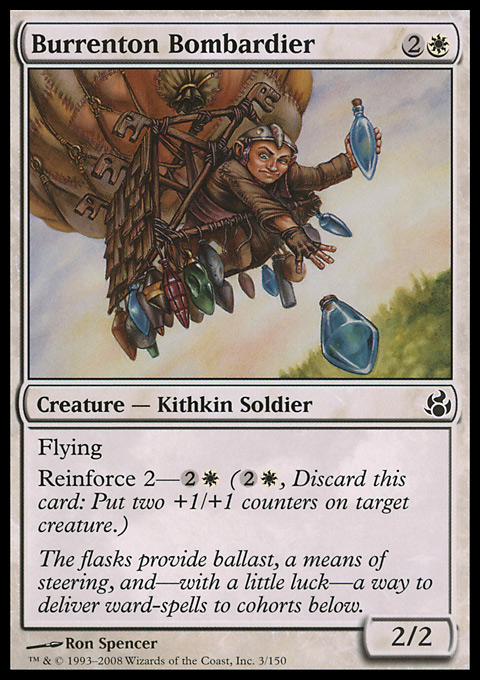 Burrenton Bombardier 2
Creature — Kithkin Soldier
Flying
Reinforce 2—2 (2, Discard this
card: Put two +1/+1 counters on target
creature.)
The flasks provide ballast, a means of
steering, and—with a little luck—a way to
deliver ward-spells to cohorts below.
Ron Spencer
2/2
™ & © 1993–2008 Wizards of the Coast, Inc. 3/150